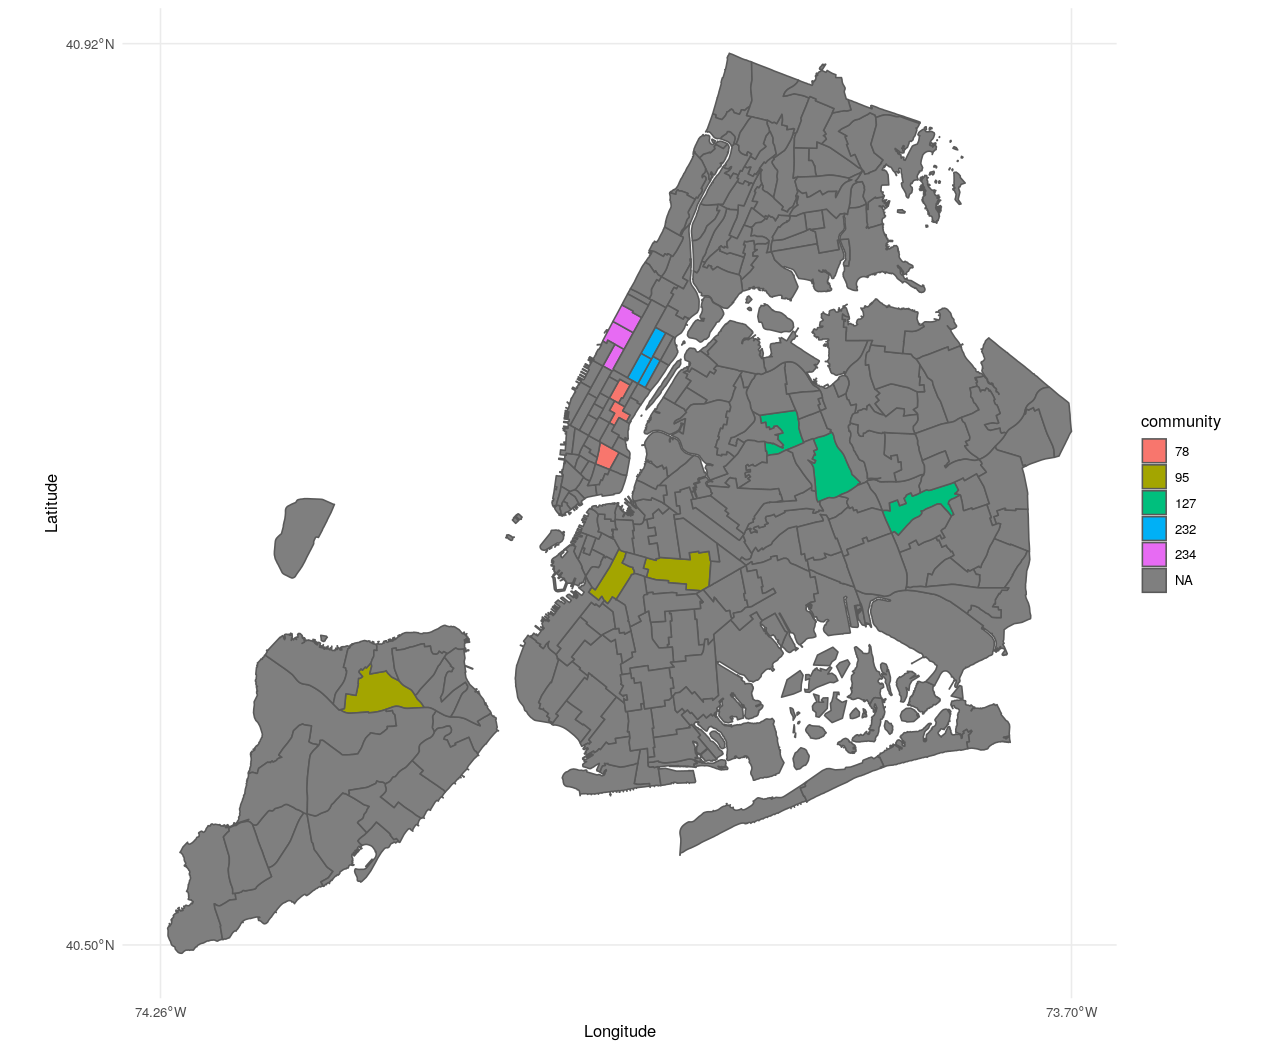 40.92°N
40.50°N
74.26°W
73.70°W
Longitude
Latitude
community
78
95
127
232
234
NA